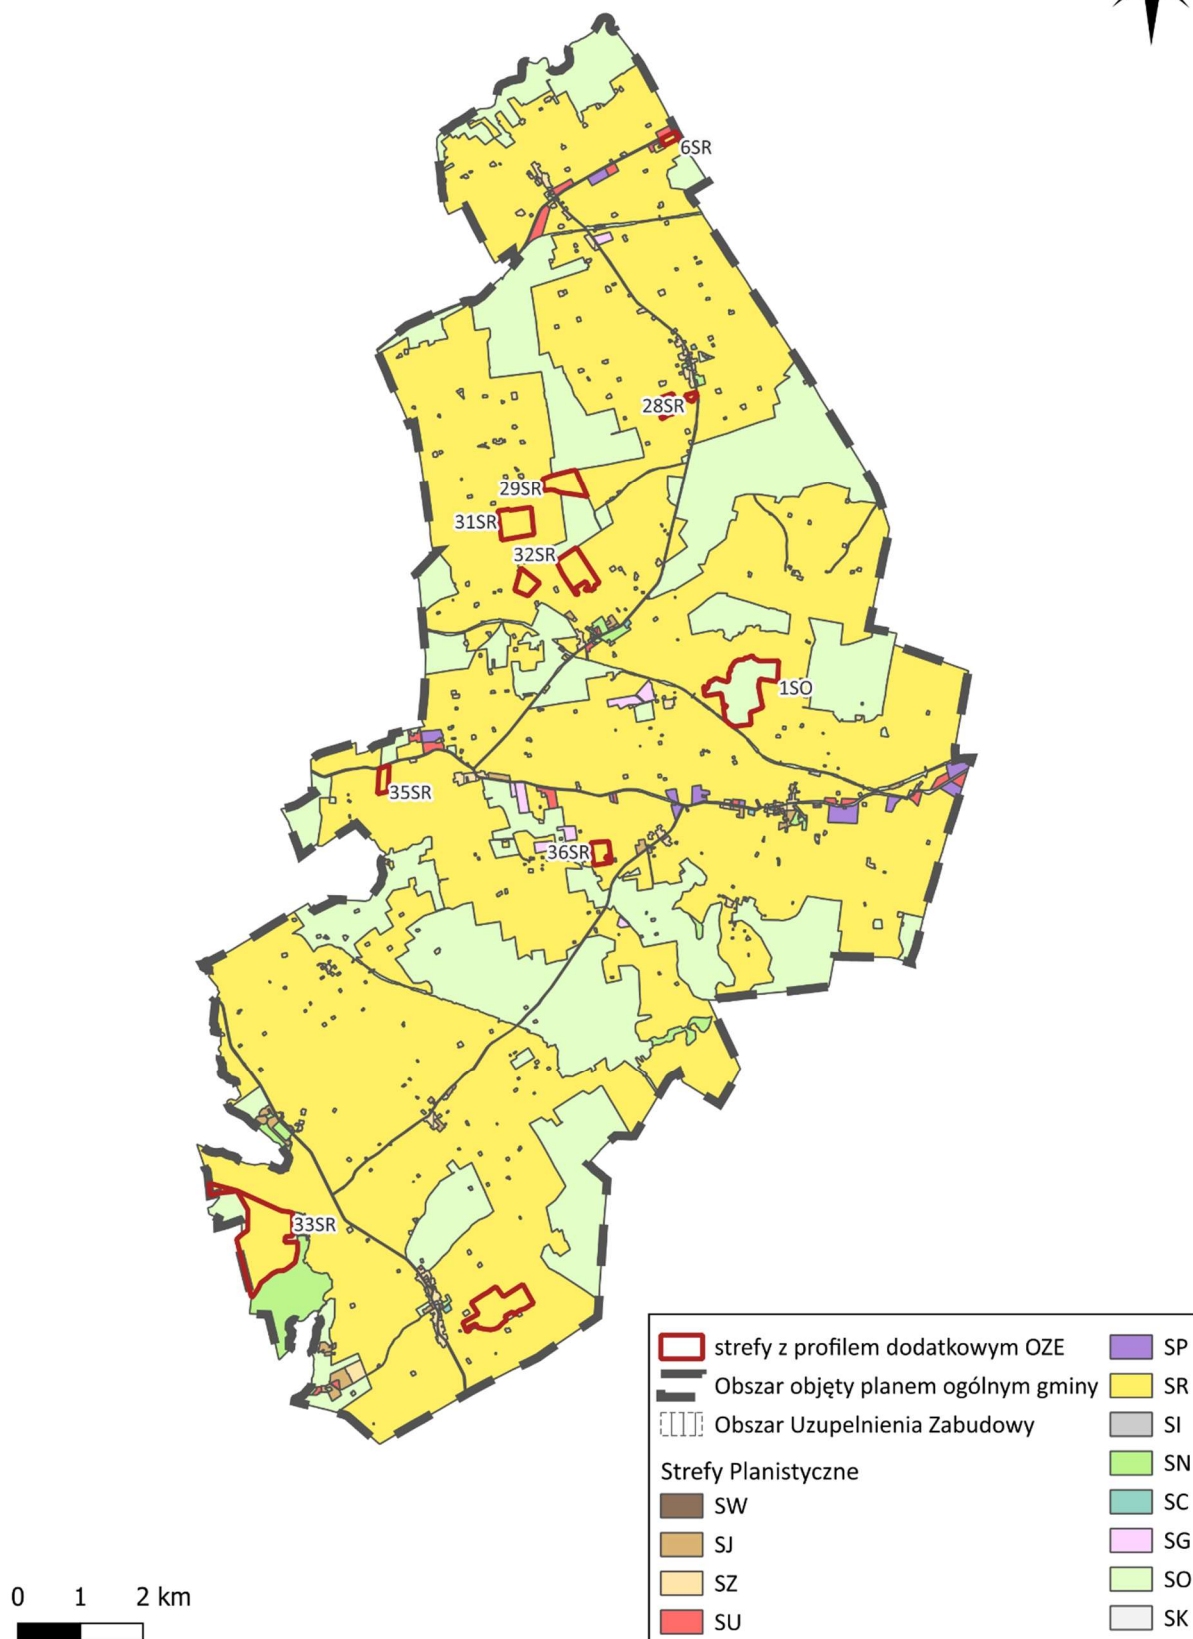 6SR
28SR
29SR
31SR
32SR
1SO
35SR
36SR
33SR
strefy z profilem dodatkowym OZE
Obszar objęty planem ogólnym gminy
Obszar Uzupelnienia Zabudowy
Strefy Planistyczne
SW
SJ
SZ
SU
SP
SR
SI
SN
SC
SG
SO
SK
0 1 2 km